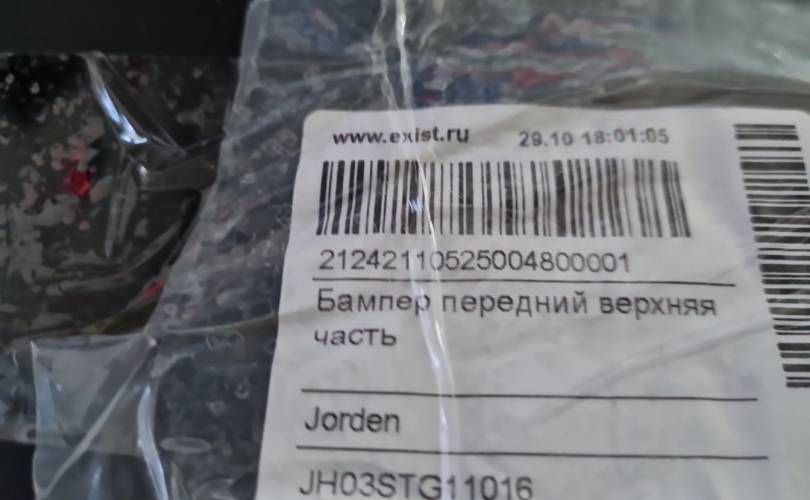 www.exist.ru 29.10 18:01:05
21242110525004800001
Бампер передний верхняя
часть
Jorden
JH03STG11016